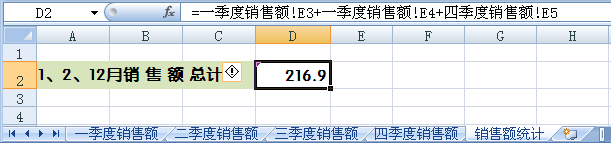 D2 fx =一季度销售额!E3+一季度销售额!E4+四季度销售额!E5
A B C D E F G H
1
2 1、2、12月销 售 额 总计 216.9
3
4
一季度销售额 二季度销售额 三季度销售额 四季度销售额 销售额统计